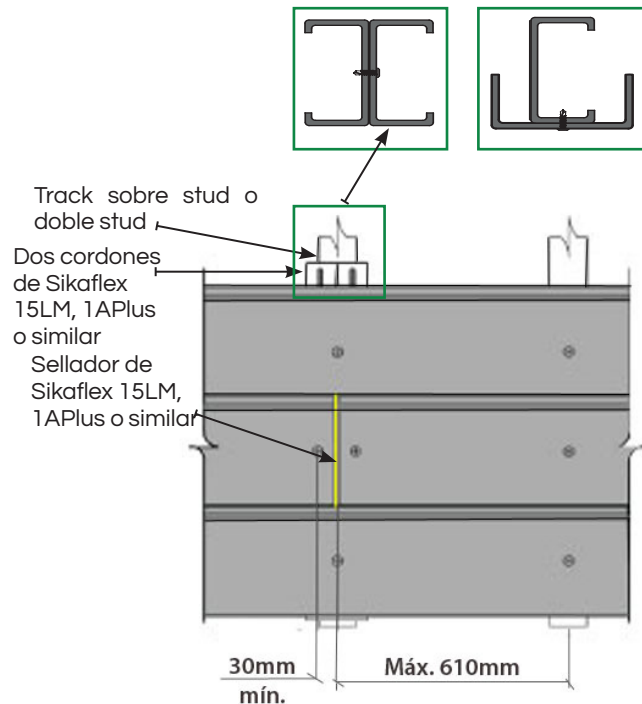 Track sobre stud o
doble stud
Dos cordones
de Sikaflex
15LM, 1APlus
o similar
Sellador de
Sikaflex 15LM,
1APlus o similar
30mm
mín.
Máx. 610mm